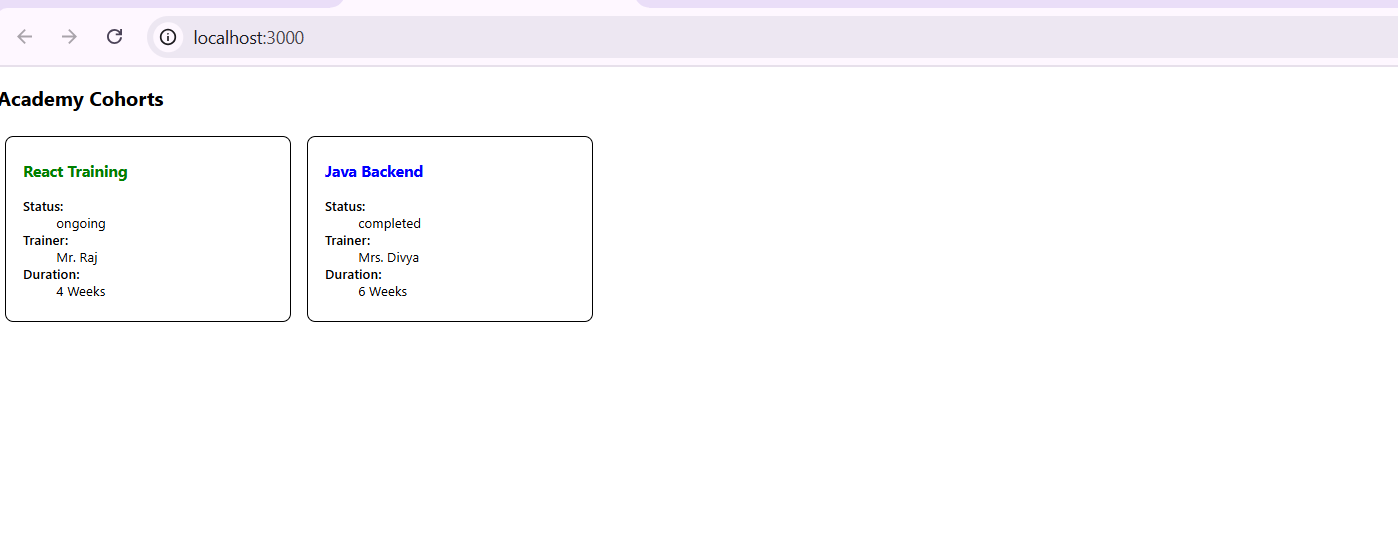 localhost:3000
Academy Cohorts
React Training
Status:
ongoing
Trainer:
Mr. Raj
Duration:
4 Weeks
Java Backend
Status:
completed
Trainer:
Mrs. Divya
Duration:
6 Weeks